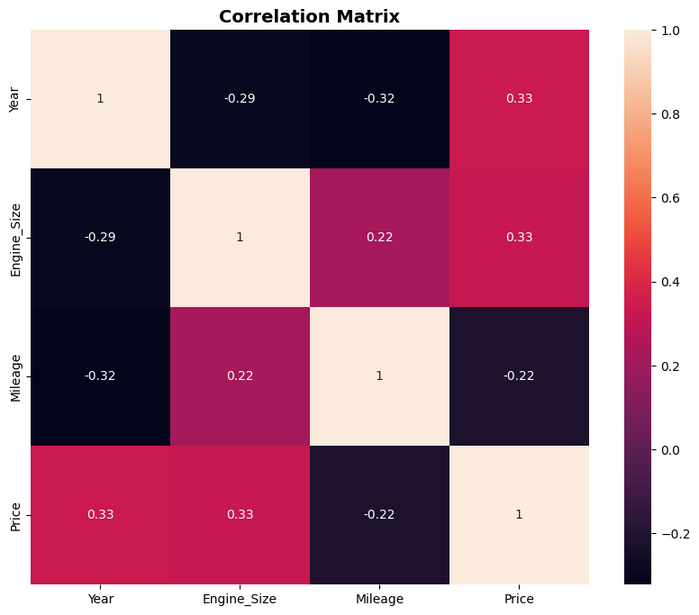 Correlation Matrix
Year 1 -0.29 -0.32 0.33
Engine_Size -0.29 1 0.22 0.33
Mileage -0.32 0.22 1 -0.22
Price 0.33 0.33 -0.22 1
Year Engine_Size Mileage Price
1.0
0.8
0.6
0.4
0.2
0.0
−0.2